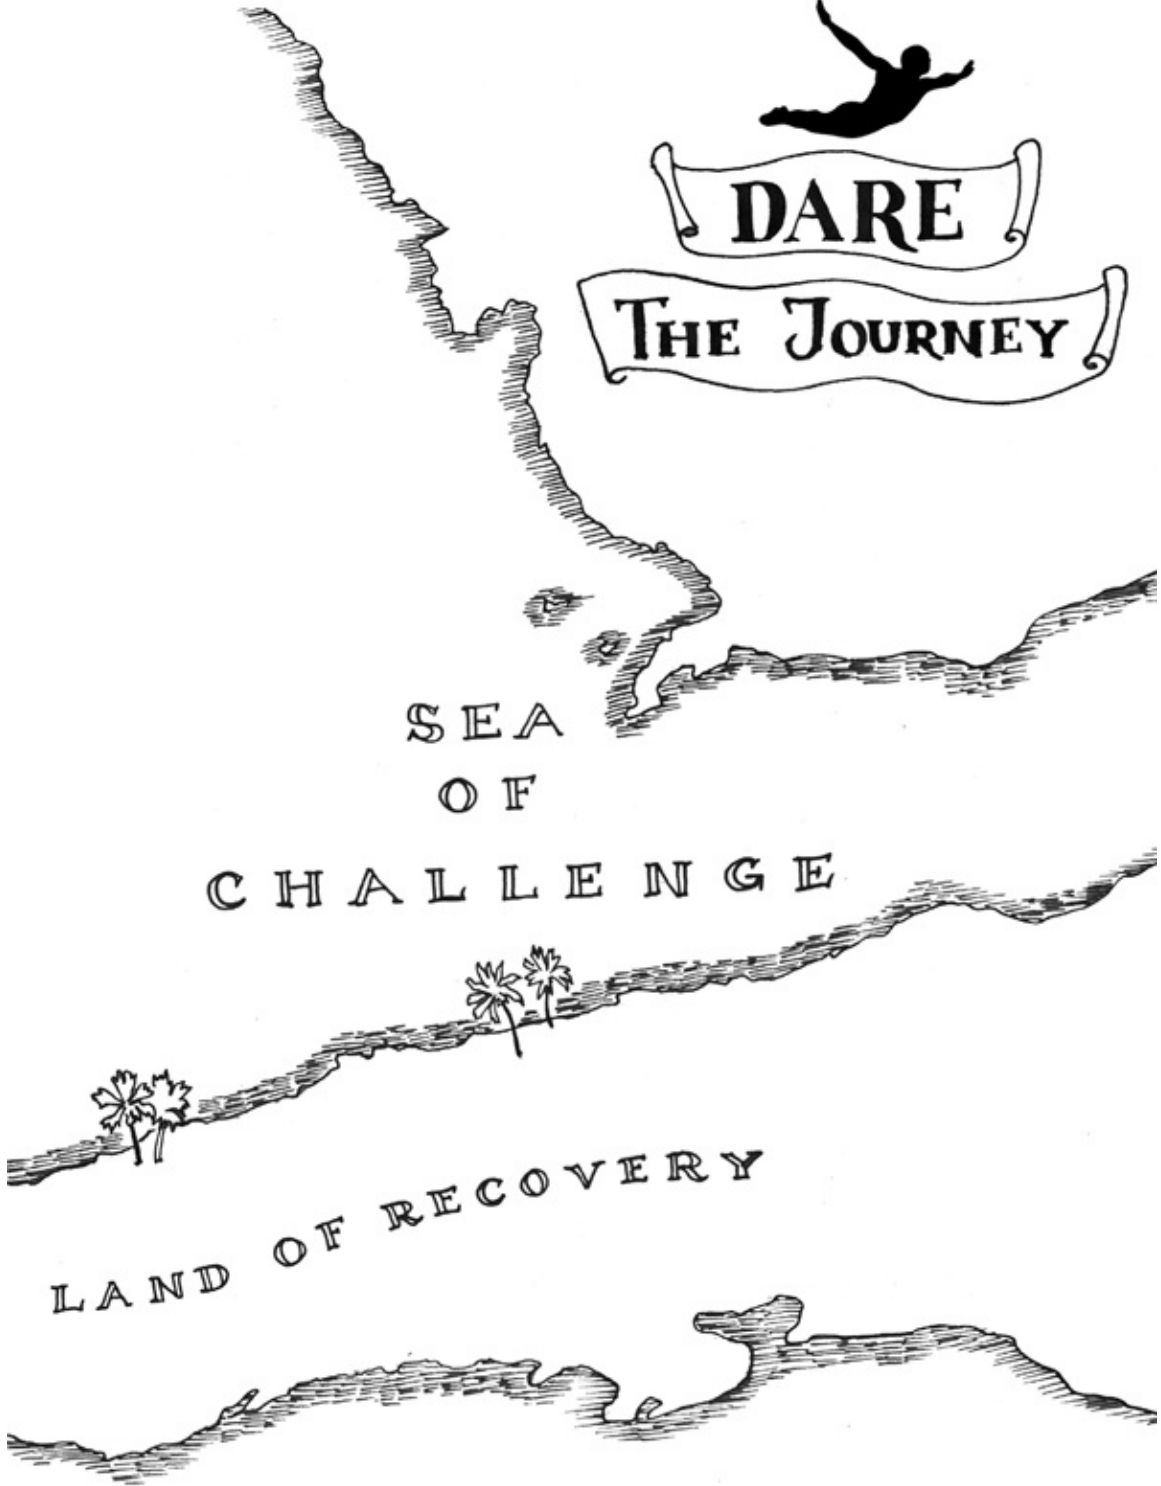 DARE
THE JOURNEY
SEA
OF
CHALLENGE
LAND OF RECOVERY